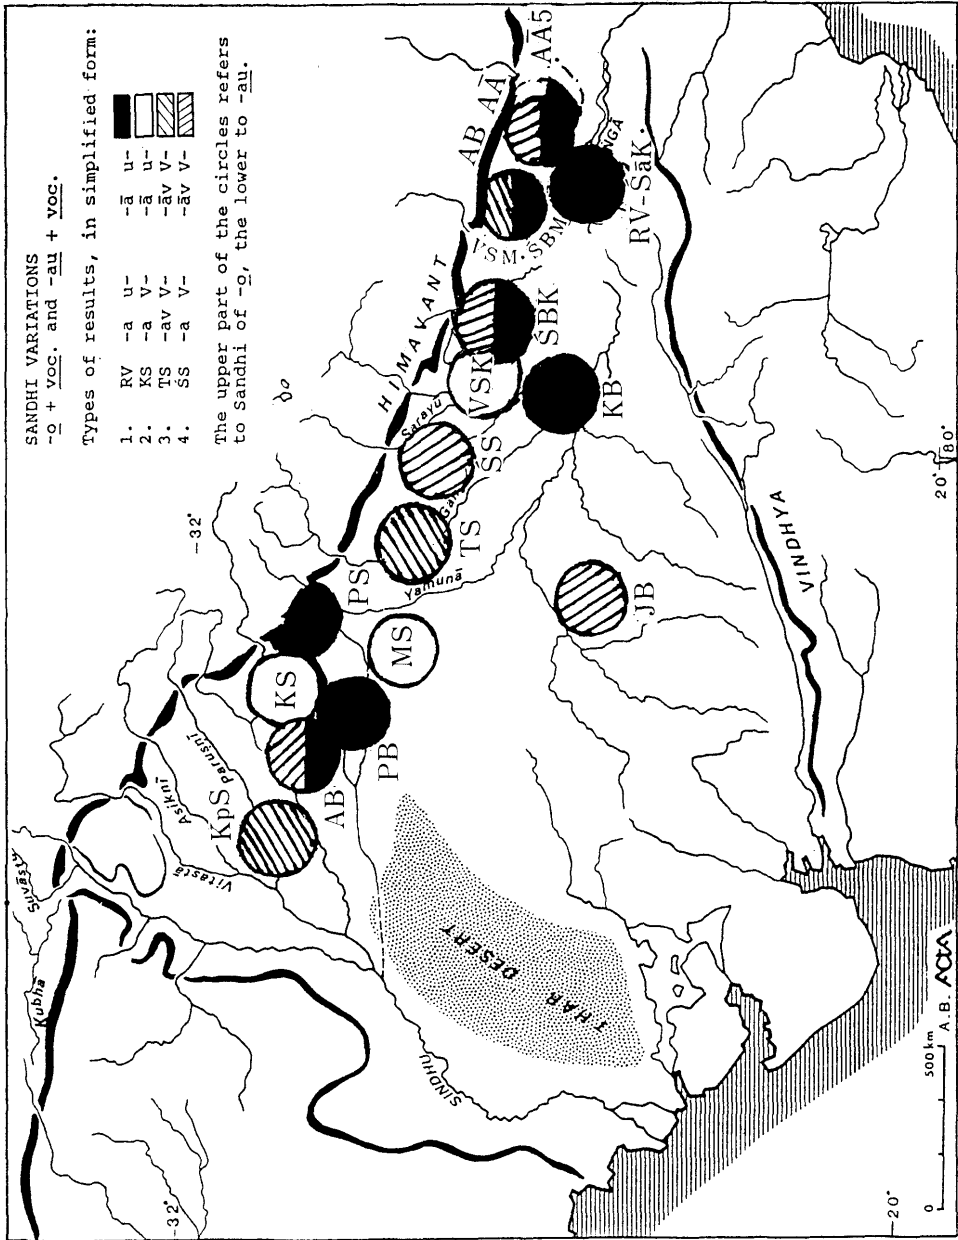 SANDHI VARIATIONS
-o + voc. and -au + voc.
Types of results, in simplified form:
1. RV -a u- -ā u-
2. KS -a V- -ā u-
3. TS -av V- -āv V-
4. ŚS -a V- -āv V-
The upper part of the circles refers
to Sandhi of -o, the lower to -au.
-32°
HIMAVANT
Suvāstu
Kubhā
Vitastā
Asiknī
Paruṣṇī
Yamunā
Sarayu
KpS
AB
KS
PB
PS
MS
TS
ŚS
VSK
ŚBK
KB
JB
VSM.
ŚBM
AB
AĀ
AĀ5
RV-ŚāK.
SINDHU
THAR DESERT
VINDHYA
-32°
-20°
20°
80°
0 500 km
A.B. ACTA